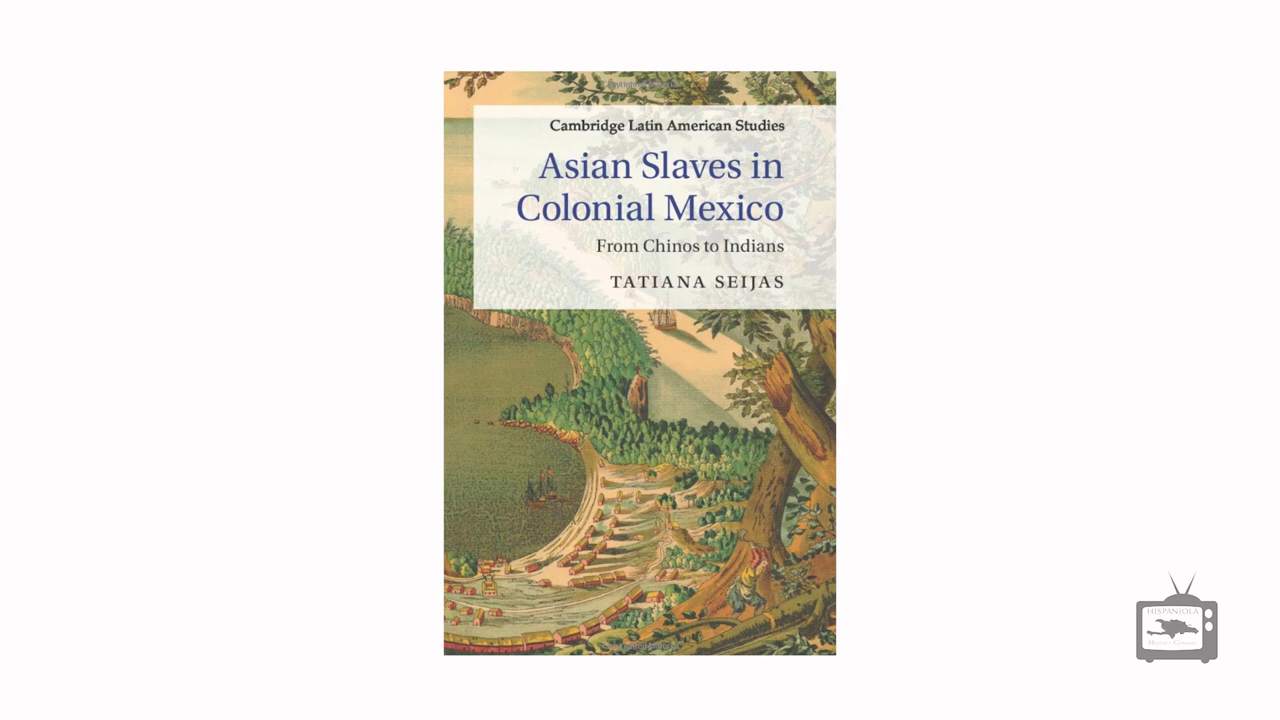 Cambridge Latin American Studies
Asian Slaves in
Colonial Mexico
From Chinos to Indians
TATIANA SEIJAS
HISPANIOLA